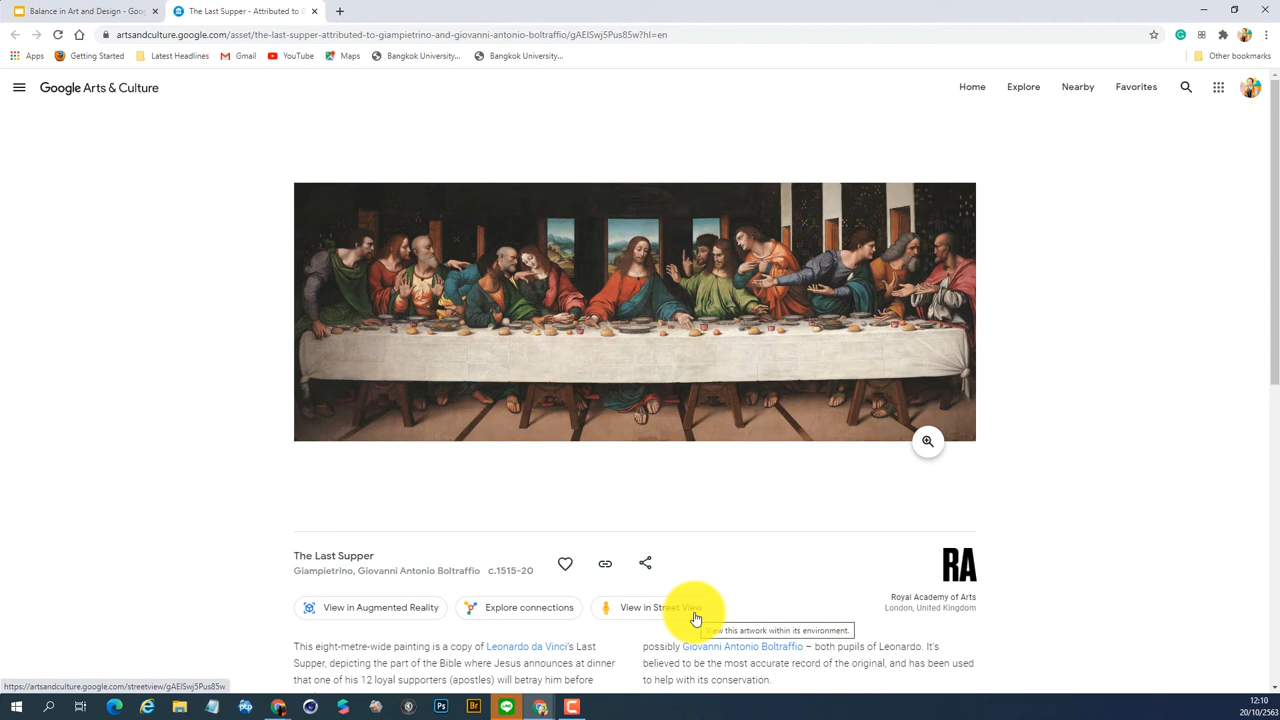 Balance in Art and Design - Goog
The Last Supper - Attributed to G
artsandculture.google.com/asset/the-last-supper-attributed-to-giampietrino-and-giovanni-antonio-boltraffio/gAElSwj5Pus85w?hl=en
Apps
Getting Started
Latest Headlines
Gmail
YouTube
Maps
Bangkok University...
Bangkok University...
Other bookmarks
Google Arts & Culture
Home
Explore
Nearby
Favorites
The Last Supper
Giampietrino, Giovanni Antonio Boltraffio c.1515-20
RA
Royal Academy of Arts
London, United Kingdom
View in Augmented Reality
Explore connections
View in Street View
View this artwork within its environment.
This eight-metre-wide painting is a copy of Leonardo da Vinci's Last
Supper, depicting the part of the Bible where Jesus announces at dinner
that one of his 12 loyal supporters (apostles) will betray him before
possibly Giovanni Antonio Boltraffio – both pupils of Leonardo. It's
believed to be the most accurate record of the original, and has been used
to help with its conservation.
https://artsandculture.google.com/streetview/gAElSwj5Pus85w
Ps
Br
LINE
12:10
20/10/2563